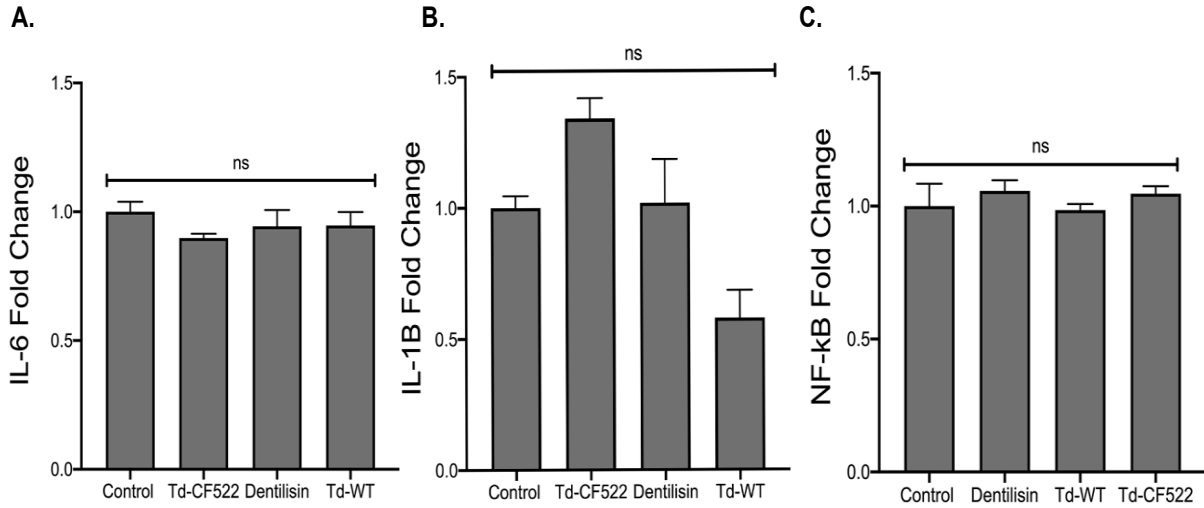 A.
B.
C.
IL-6 Fold Change
1.5
1.0
0.5
0.0
ns
Control Td-CF522 Dentilisin Td-WT
IL-1B Fold Change
1.5
1.0
0.5
0.0
ns
Control Td-CF522 Dentilisin Td-WT
NF-kB Fold Change
1.5
1.0
0.5
0.0
ns
Control Dentilisin Td-WT Td-CF522